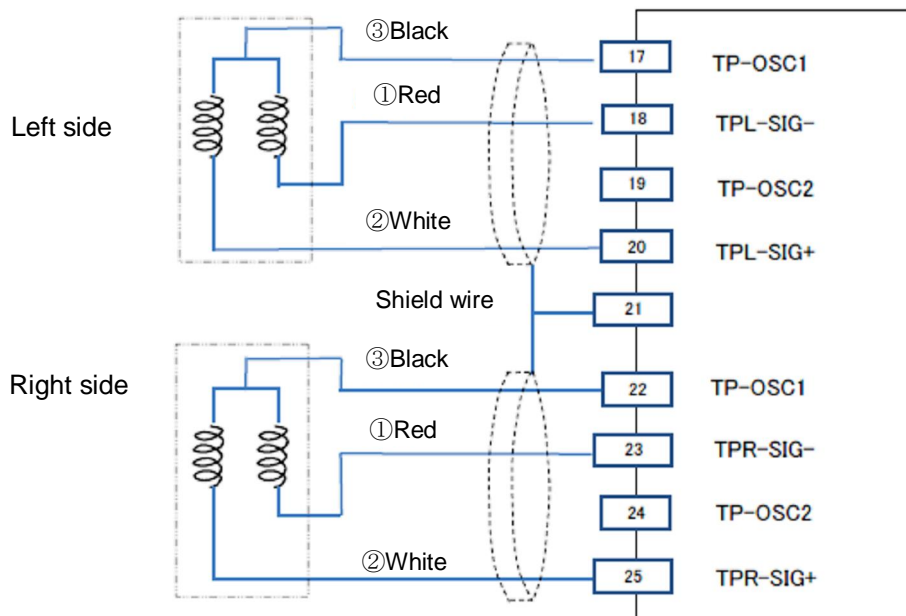 ③Black
17
TP-OSC1
①Red
18
TPL-SIG-
Left side
19
TP-OSC2
②White
20
TPL-SIG+
Shield wire
21
③Black
22
TP-OSC1
Right side
①Red
23
TPR-SIG-
24
TP-OSC2
②White
25
TPR-SIG+